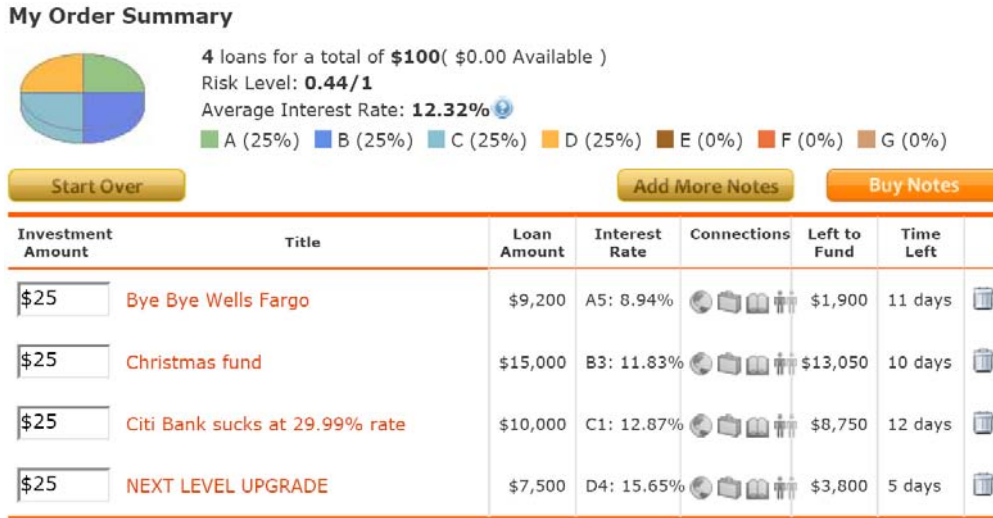 My Order Summary
4 loans for a total of $100( $0.00 Available )
Risk Level: 0.44/1
Average Interest Rate: 12.32%
A (25%) B (25%) C (25%) D (25%) E (0%) F (0%) G (0%)
Start Over Add More Notes Buy Notes
Investment Amount Title Loan Amount Interest Rate Connections Left to Fund Time Left
$25 Bye Bye Wells Fargo $9,200 A5: 8.94% $1,900 11 days
$25 Christmas fund $15,000 B3: 11.83% $13,050 10 days
$25 Citi Bank sucks at 29.99% rate $10,000 C1: 12.87% $8,750 12 days
$25 NEXT LEVEL UPGRADE $7,500 D4: 15.65% $3,800 5 days